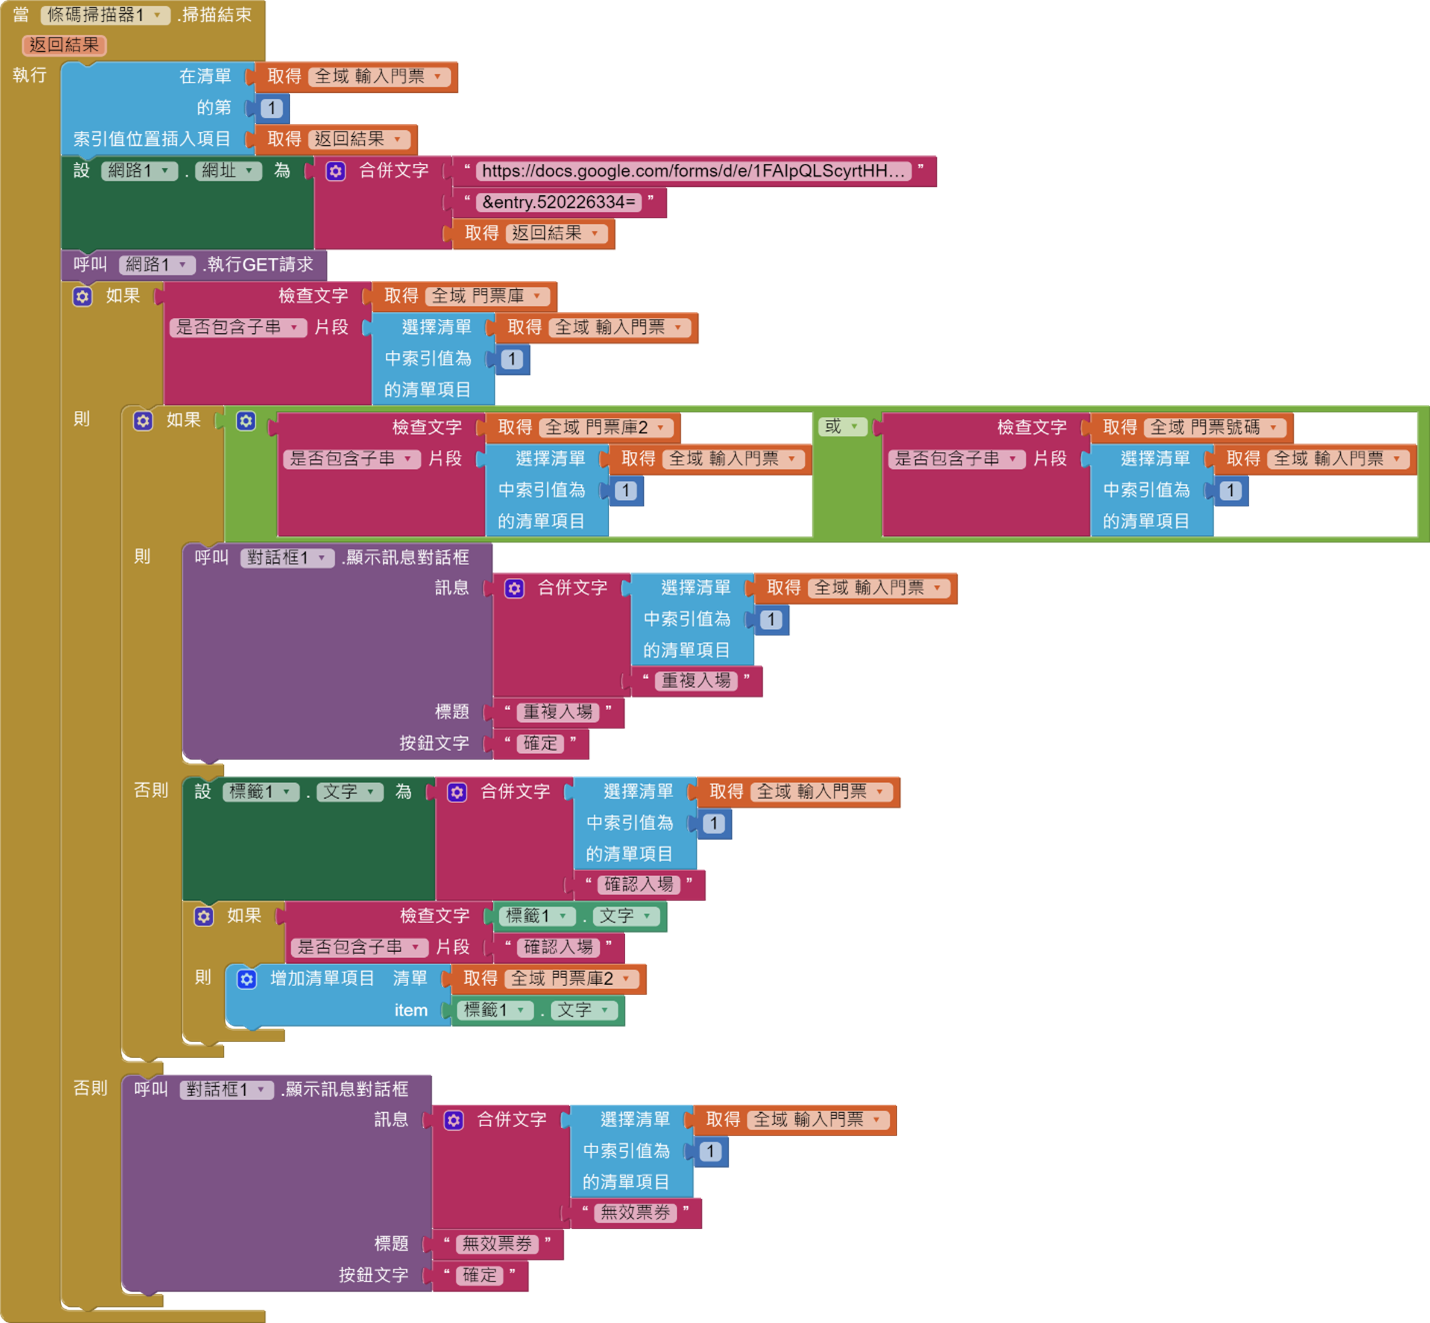 當 條碼掃描器1 .掃描結束
返回結果
執行 在清單 取得 全域 輸入門票
的第 1
索引值位置插入項目 取得 返回結果
設 網路1 . 網址 為 合併文字 “ https://docs.google.com/forms/d/e/1FAIpQLScyrtHH... ”
“ &entry.520226334= ”
取得 返回結果
呼叫 網路1 .執行GET請求
如果 檢查文字 取得 全域 門票庫
是否包含子串 片段 選擇清單 取得 全域 輸入門票
中索引值為 1
的清單項目
則 如果 檢查文字 取得 全域 門票庫2 或 檢查文字 取得 全域 門票號碼
是否包含子串 片段 選擇清單 取得 全域 輸入門票 是否包含子串 片段 選擇清單 取得 全域 輸入門票
中索引值為 1 中索引值為 1
的清單項目 的清單項目
則 呼叫 對話框1 .顯示訊息對話框
訊息 合併文字 選擇清單 取得 全域 輸入門票
中索引值為 1
的清單項目
“ 重複入場 ”
標題 “ 重複入場 ”
按鈕文字 “ 確定 ”
否則 設 標籤1 . 文字 為 合併文字 選擇清單 取得 全域 輸入門票
中索引值為 1
的清單項目
“ 確認入場 ”
如果 檢查文字 標籤1 . 文字
是否包含子串 片段 “ 確認入場 ”
則 增加清單項目 清單 取得 全域 門票庫2
item 標籤1 . 文字
否則 呼叫 對話框1 .顯示訊息對話框
訊息 合併文字 選擇清單 取得 全域 輸入門票
中索引值為 1
的清單項目
“ 無效票券 ”
標題 “ 無效票券 ”
按鈕文字 “ 確定 ”